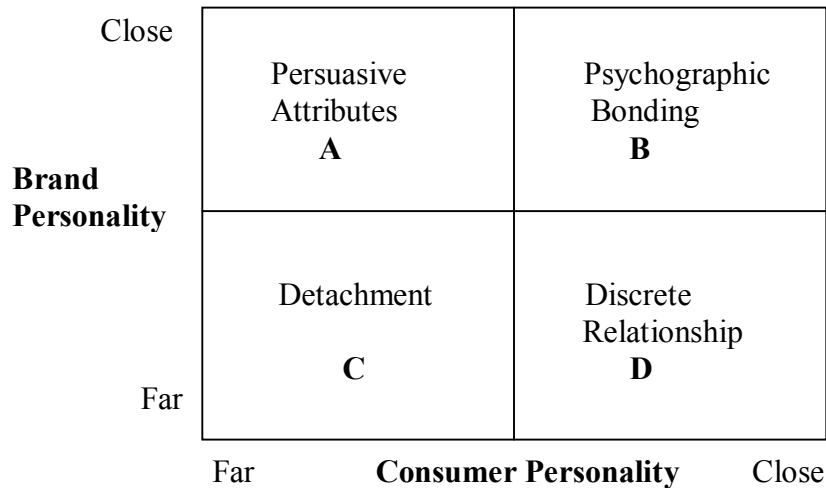 Close
Persuasive
Attributes
A
Psychographic
Bonding
B
Brand
Personality
Detachment
C
Discrete
Relationship
D
Far
Far
Consumer Personality
Close